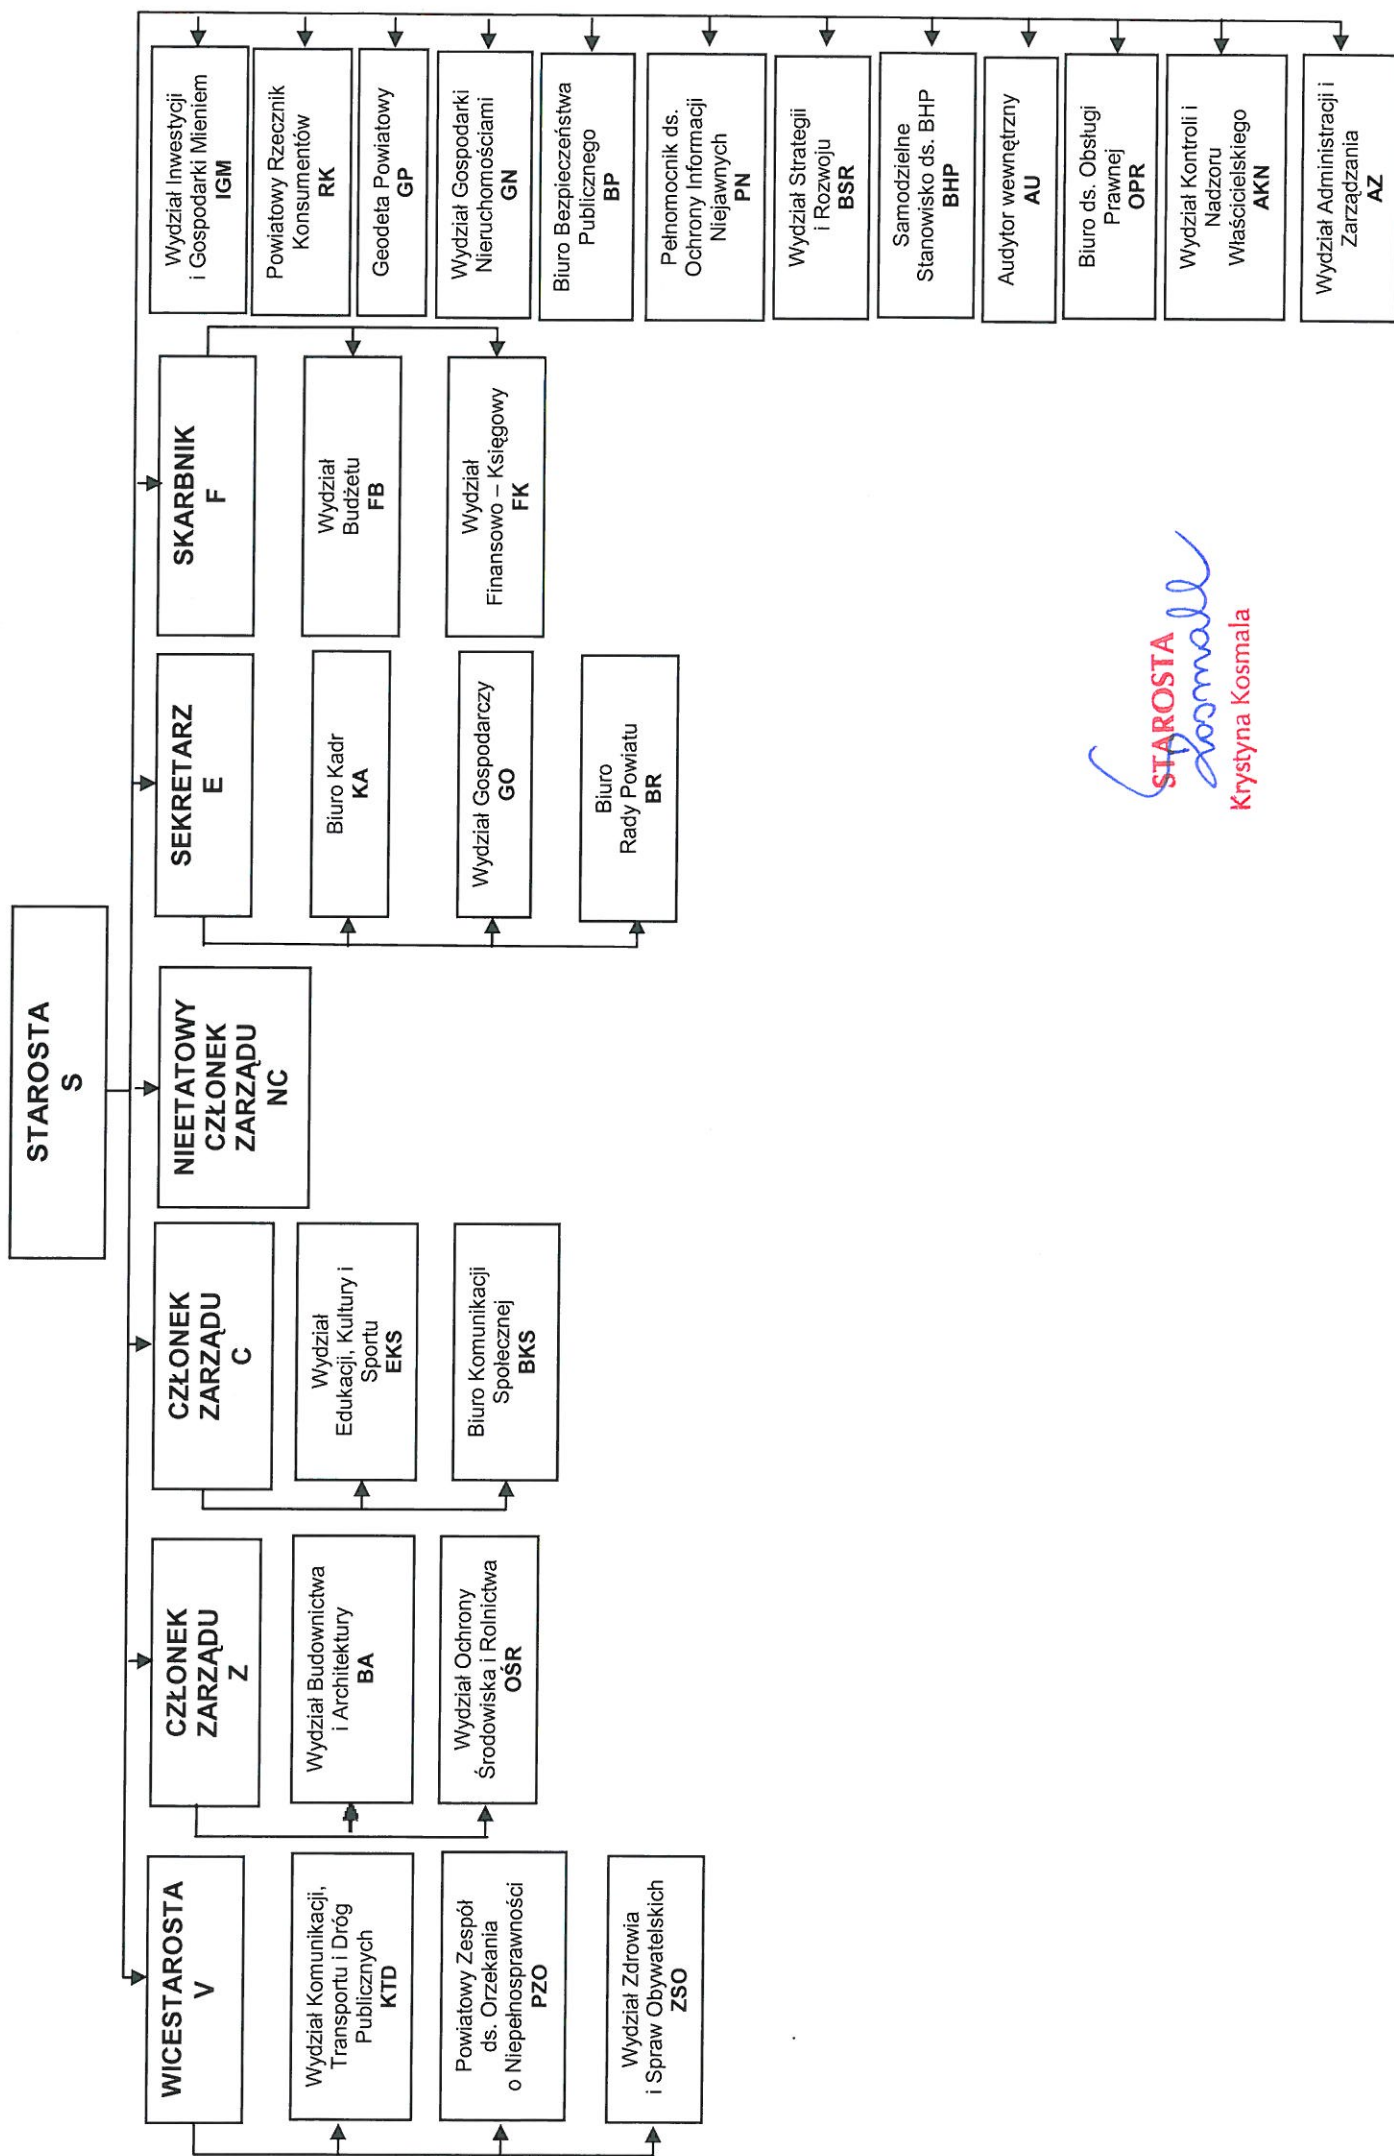 STAROSTA
S
WICESTAROSTA
V
Wydział Komunikacji,
Transportu i Dróg
Publicznych
KTD
Powiatowy Zespół
ds. Orzekania
o Niepełnosprawności
PZO
Wydział Zdrowia
i Spraw Obywatelskich
ZSO
CZŁONEK
ZARZĄDU
Z
Wydział Budownictwa
i Architektury
BA
Wydział Ochrony
Środowiska i Rolnictwa
OŚR
CZŁONEK
ZARZĄDU
C
Wydział
Edukacji, Kultury i
Sportu
EKS
Biuro Komunikacji
Społecznej
BKS
NIEETATOWY
CZŁONEK
ZARZĄDU
NC
SEKRETARZ
E
Biuro Kadr
KA
Wydział Gospodarczy
GO
Biuro
Rady Powiatu
BR
SKARBNIK
F
Wydział
Budżetu
FB
Wydział
Finansowo – Księgowy
FK
Wydział Inwestycji
i Gospodarki Mieniem
IGM
Powiatowy Rzecznik
Konsumentów
RK
Geodeta Powiatowy
GP
Wydział Gospodarki
Nieruchomościami
GN
Biuro Bezpieczeństwa
Publicznego
BP
Pełnomocnik ds.
Ochrony Informacji
Niejawnych
PN
Wydział Strategii
i Rozwoju
BSR
Samodzielne
Stanowisko ds. BHP
BHP
Audytor wewnętrzny
AU
Biuro ds. Obsługi
Prawnej
OPR
Wydział Kontroli i
Nadzoru
Właścicielskiego
AKN
Wydział Administracji i
Zarządzania
AZ
STAROSTA
Kosmala
Krystyna Kosmala